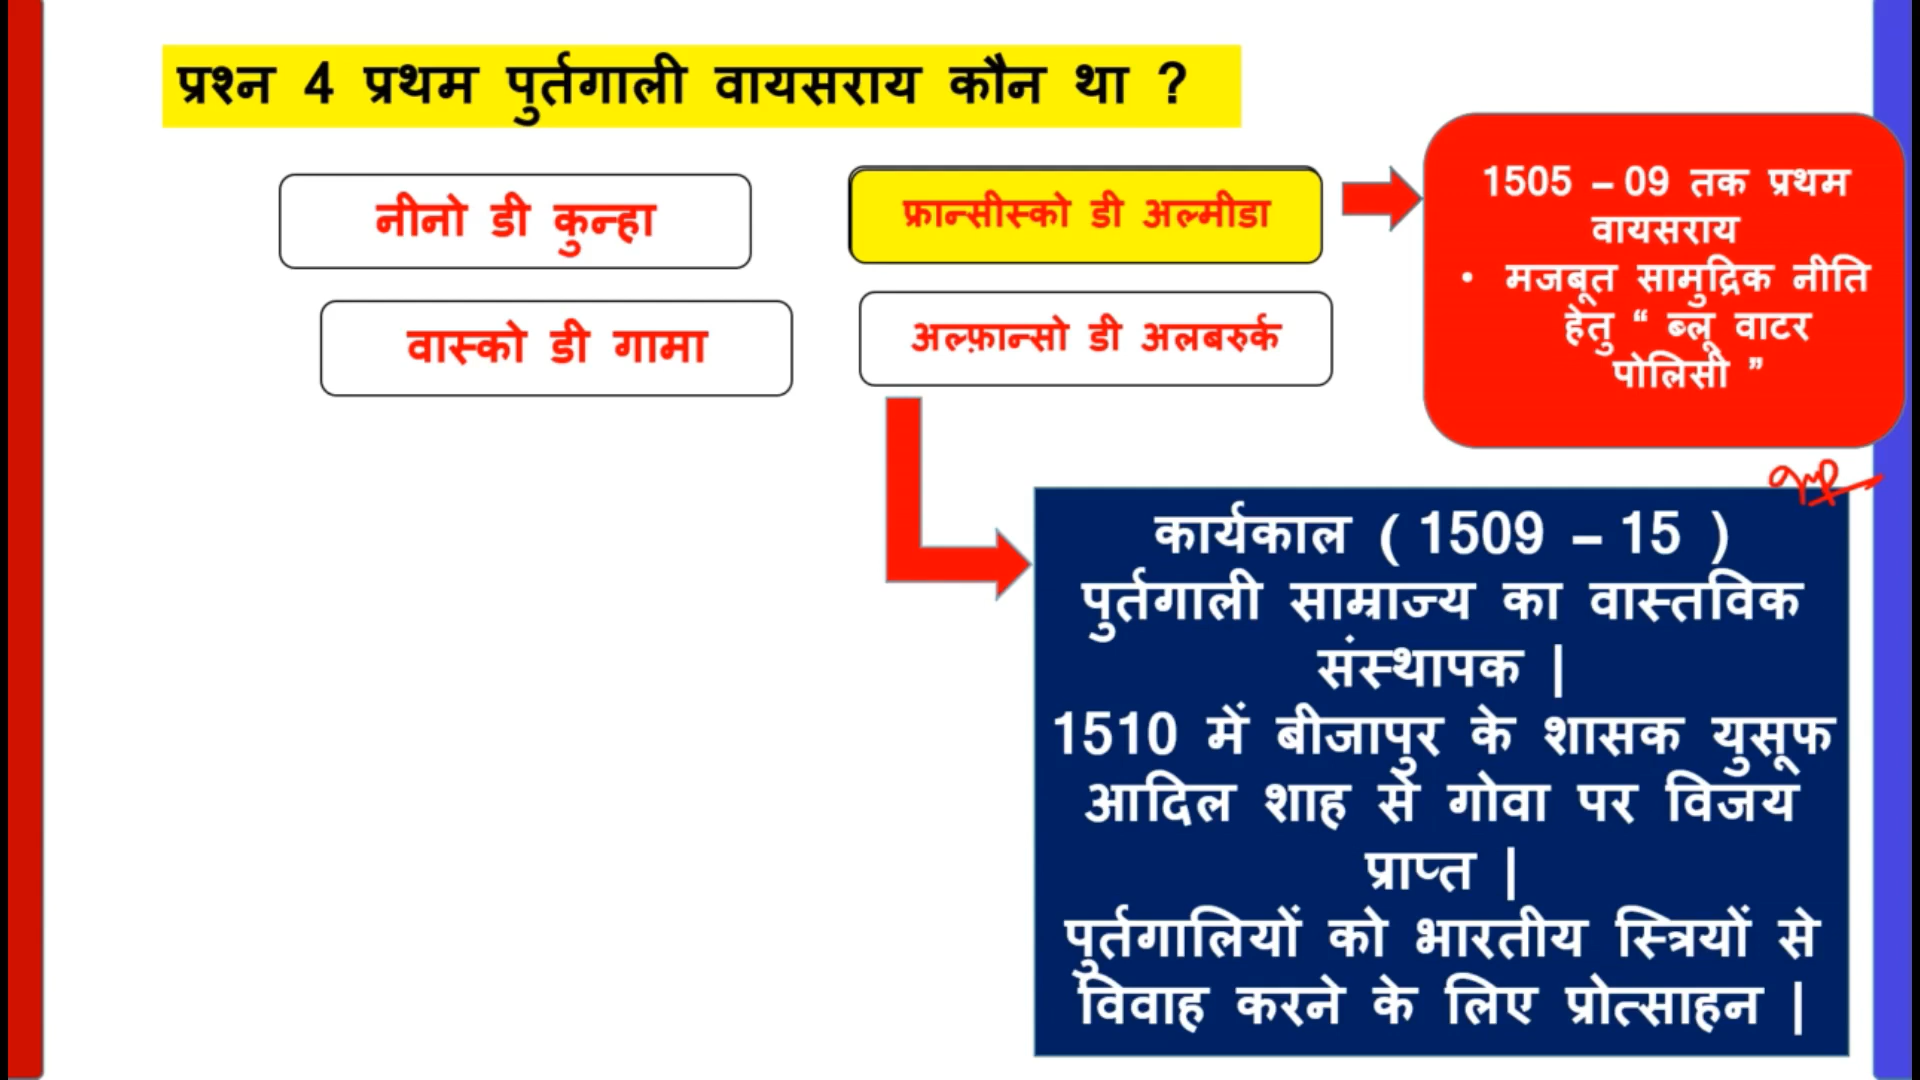 प्रश्न 4 प्रथम पुर्तगाली वायसराय कौन था ?
नीनो डी कुन्हा
फ्रान्सीस्को डी अल्मीडा
वास्को डी गामा
अल्फ़ान्सो डी अलबरुर्क
1505 – 09 तक प्रथम
वायसराय
• मजबूत सामुद्रिक नीति
हेतु “ ब्लू वाटर
पोलिसी ”
imp
कार्यकाल ( 1509 – 15 )
पुर्तगाली साम्राज्य का वास्तविक
संस्थापक |
1510 में बीजापुर के शासक युसूफ
आदिल शाह से गोवा पर विजय
प्राप्त |
पुर्तगालियों को भारतीय स्त्रियों से
विवाह करने के लिए प्रोत्साहन |